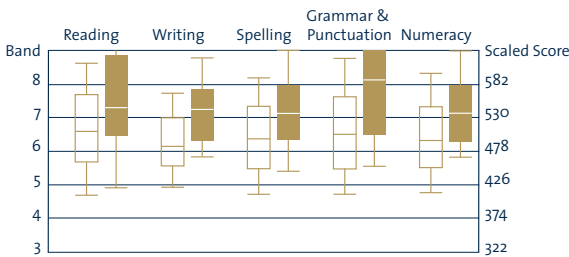 Grammar &
Reading Writing Spelling Punctuation Numeracy
Band Scaled Score
8 582
7 530
6 478
5 426
4 374
3 322